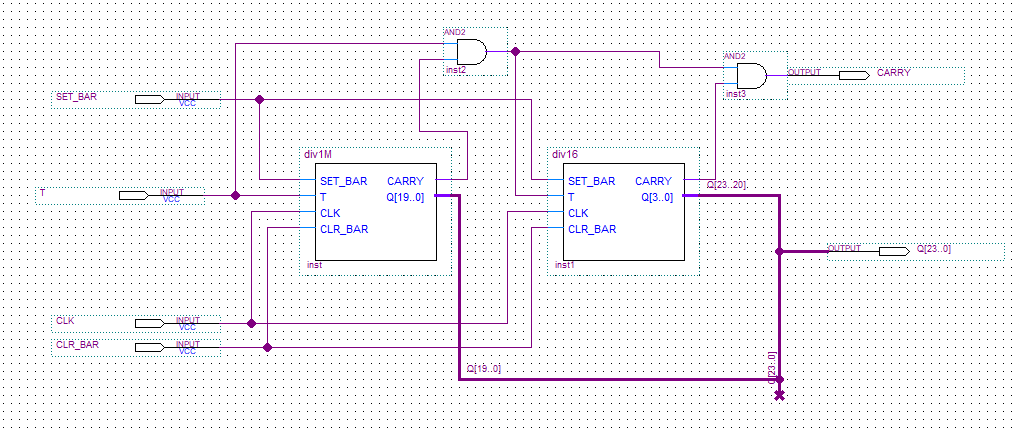 AND2
inst2
AND2
inst3
OUTPUT
CARRY
SET_BAR
INPUT
VCC
div1M
SET_BAR
CARRY
T
Q[19..0]
CLK
CLR_BAR
inst
div16
SET_BAR
CARRY
T
Q[3..0]
CLK
CLR_BAR
inst1
Q[23..20]
T
INPUT
VCC
OUTPUT
Q[23..0]
CLK
INPUT
VCC
CLR_BAR
INPUT
VCC
Q[19..0]
Q[23..0]